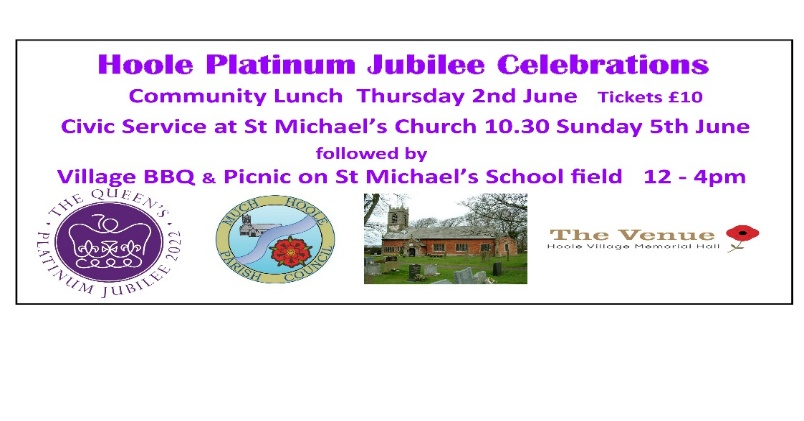 Hoole Platinum Jubilee Celebrations
Community Lunch Thursday 2nd June Tickets £10
Civic Service at St Michael's Church 10.30 Sunday 5th June
followed by
Village BBQ & Picnic on St Michael's School field 12 - 4pm
THE QUEEN'S PLATINUM JUBILEE 2022
MUCH HOOLE PARISH COUNCIL
The Venue
Hoole Village Memorial Hall